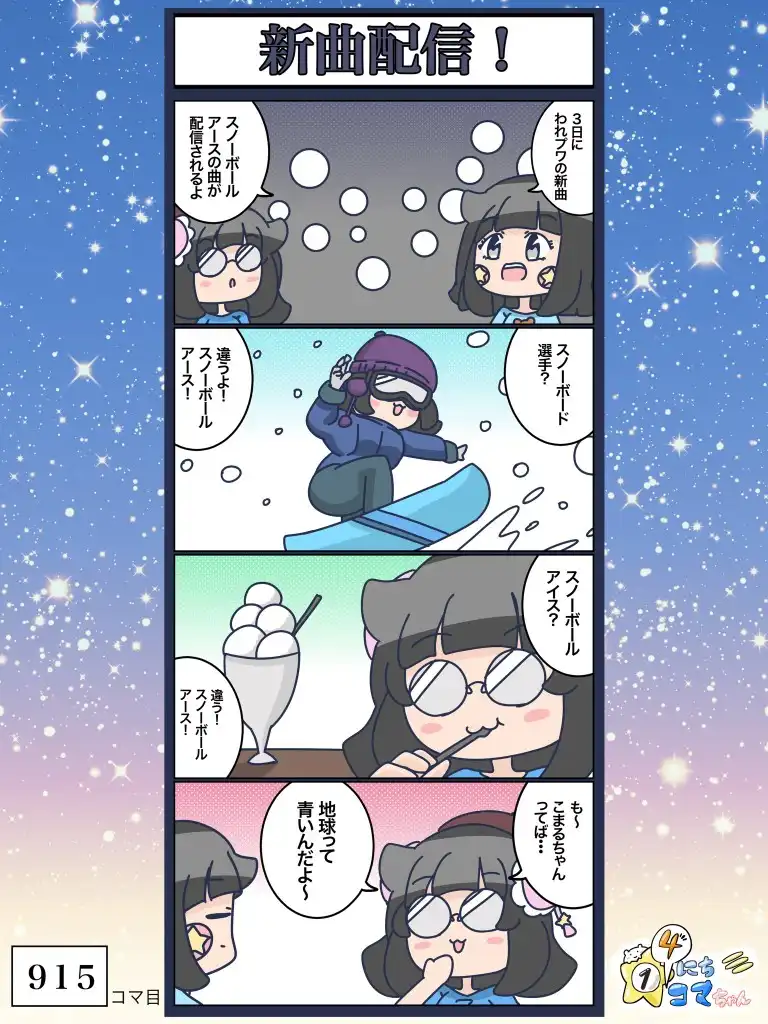 新曲配信！
3日に
われプワの新曲
スノーボール
アースの曲が
配信されるよ
スノーボード
選手?
違うよ!
スノーボール
アース!
スノーボール
アイス?
違う!
スノーボール
アース!
も〜
こまるちゃん
ってば…
地球って
青いんだよ〜
915
コマ目
1
にち
4
コマ
ちゃん